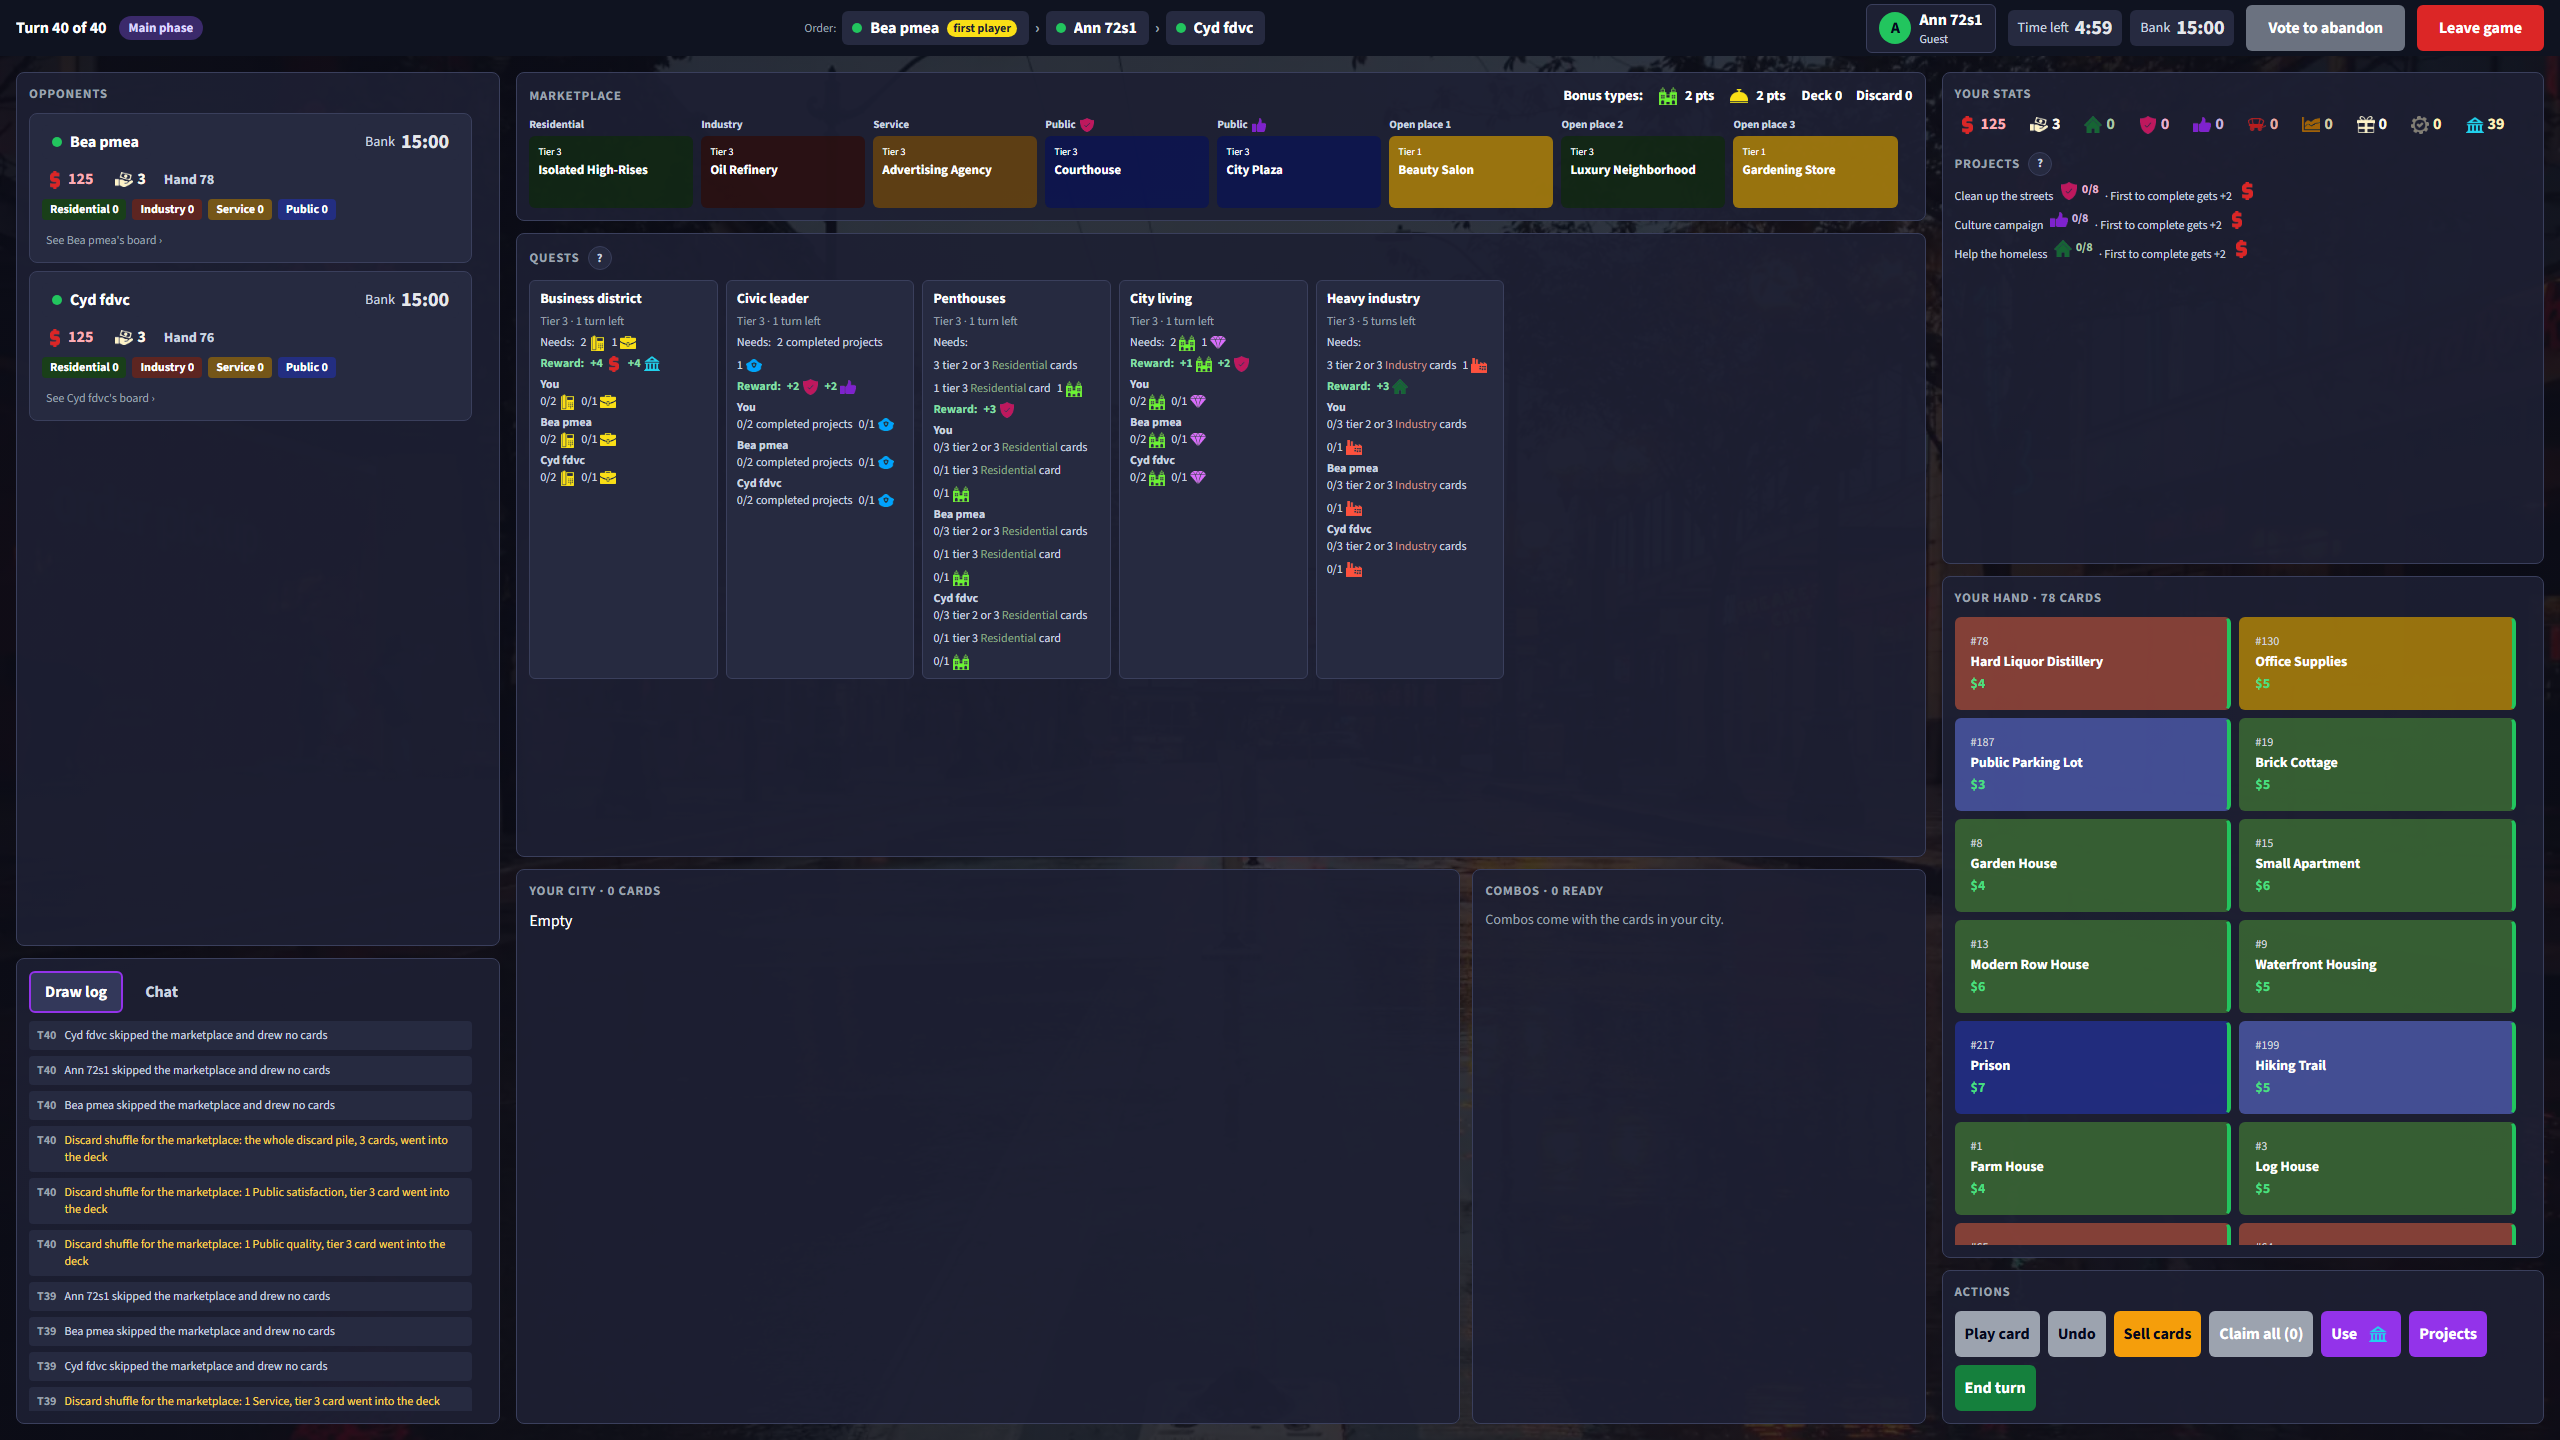 Turn 40 of 40 Main phase
Order: Bea pmea first player › Ann 72s1 › Cyd fdvc
A Ann 72s1
Guest
Time left 4:59
Bank 15:00
Vote to abandon
Leave game
OPPONENTS
Bea pmea Bank 15:00
125 3 Hand 78
Residential 0 Industry 0 Service 0 Public 0
See Bea pmea's board ›
Cyd fdvc Bank 15:00
125 3 Hand 76
Residential 0 Industry 0 Service 0 Public 0
See Cyd fdvc's board ›
Draw log Chat
T40 Cyd fdvc skipped the marketplace and drew no cards
T40 Ann 72s1 skipped the marketplace and drew no cards
T40 Bea pmea skipped the marketplace and drew no cards
T40 Discard shuffle for the marketplace: the whole discard pile, 3 cards, went into
the deck
T40 Discard shuffle for the marketplace: 1 Public satisfaction, tier 3 card went into
the deck
T40 Discard shuffle for the marketplace: 1 Public quality, tier 3 card went into the
deck
T39 Ann 72s1 skipped the marketplace and drew no cards
T39 Bea pmea skipped the marketplace and drew no cards
T39 Cyd fdvc skipped the marketplace and drew no cards
T39 Discard shuffle for the marketplace: 1 Service, tier 3 card went into the deck
MARKETPLACE
Bonus types: 2 pts 2 pts Deck 0 Discard 0
Residential
Tier 3
Isolated High-Rises
Industry
Tier 3
Oil Refinery
Service
Tier 3
Advertising Agency
Public
Tier 3
Courthouse
Public
Tier 3
City Plaza
Open place 1
Tier 1
Beauty Salon
Open place 2
Tier 3
Luxury Neighborhood
Open place 3
Tier 1
Gardening Store
QUESTS ?
Business district
Tier 3 · 1 turn left
Needs: 2 1
Reward: +4 +4
You
0/2 0/1
Bea pmea
0/2 0/1
Cyd fdvc
0/2 0/1
Civic leader
Tier 3 · 1 turn left
Needs: 2 completed projects
1
Reward: +2 +2
You
0/2 completed projects 0/1
Bea pmea
0/2 completed projects 0/1
Cyd fdvc
0/2 completed projects 0/1
Penthouses
Tier 3 · 1 turn left
Needs:
3 tier 2 or 3 Residential cards
1 tier 3 Residential card 1
Reward: +3
You
0/3 tier 2 or 3 Residential cards
0/1 tier 3 Residential card
0/1
Bea pmea
0/3 tier 2 or 3 Residential cards
0/1 tier 3 Residential card
0/1
Cyd fdvc
0/3 tier 2 or 3 Residential cards
0/1 tier 3 Residential card
0/1
City living
Tier 3 · 1 turn left
Needs: 2 1
Reward: +1 +2
You
0/2 0/1
Bea pmea
0/2 0/1
Cyd fdvc
0/2 0/1
Heavy industry
Tier 3 · 5 turns left
Needs:
3 tier 2 or 3 Industry cards 1
Reward: +3
You
0/3 tier 2 or 3 Industry cards
0/1
Bea pmea
0/3 tier 2 or 3 Industry cards
0/1
Cyd fdvc
0/3 tier 2 or 3 Industry cards
0/1
YOUR CITY · 0 CARDS
Empty
COMBOS · 0 READY
Combos come with the cards in your city.
YOUR STATS
125 3 0 0 0 0 0 0 0 39
PROJECTS ?
Clean up the streets 0/8 · First to complete gets +2
Culture campaign 0/8 · First to complete gets +2
Help the homeless 0/8 · First to complete gets +2
YOUR HAND · 78 CARDS
#78
Hard Liquor Distillery
$4
#130
Office Supplies
$5
#187
Public Parking Lot
$3
#19
Brick Cottage
$5
#8
Garden House
$4
#15
Small Apartment
$6
#13
Modern Row House
$6
#9
Waterfront Housing
$5
#217
Prison
$7
#199
Hiking Trail
$5
#1
Farm House
$4
#3
Log House
$5
ACTIONS
Play card Undo Sell cards Claim all (0) Use Projects
End turn